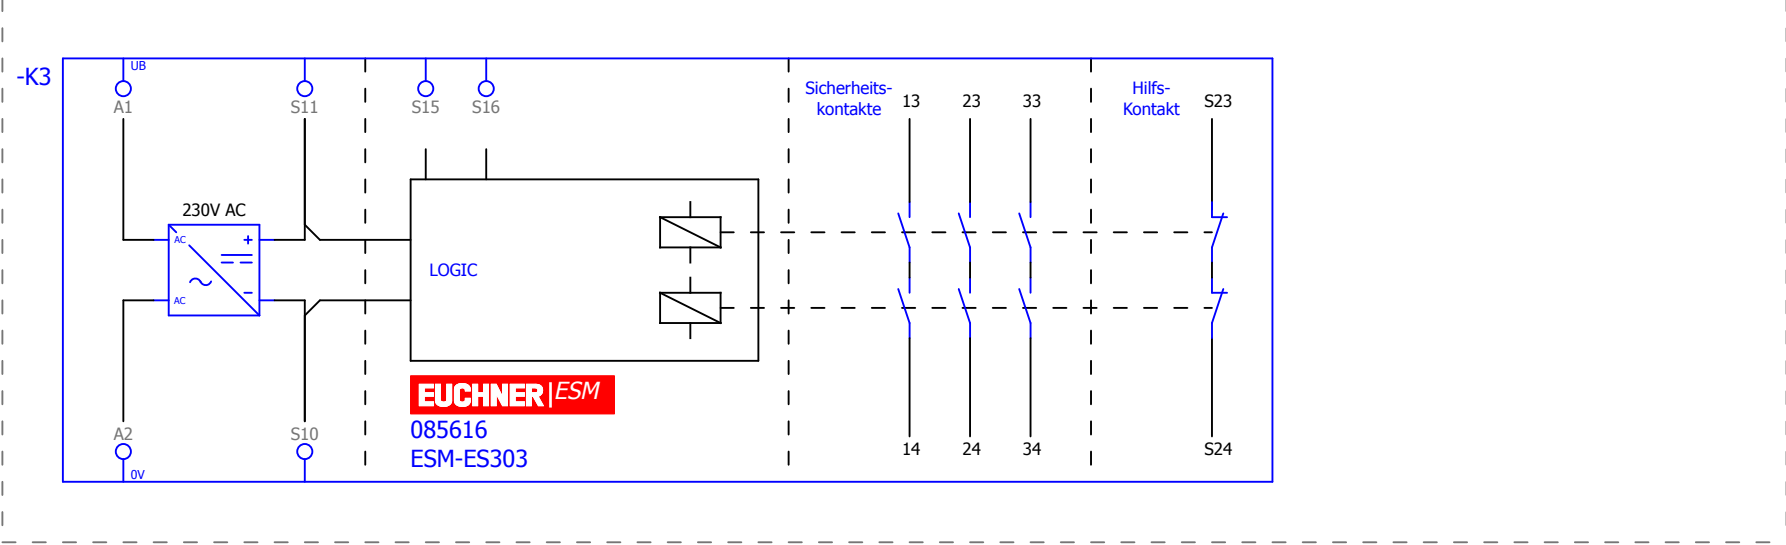 -K3
UB
A1
S11
S15
S16
Sicherheits-
kontakte
13
23
33
Hilfs-
Kontakt
S23
230V AC
AC
+
AC
-
LOGIC
EUCHNER|ESM
085616
ESM-ES303
A2
0V
S10
14
24
34
S24